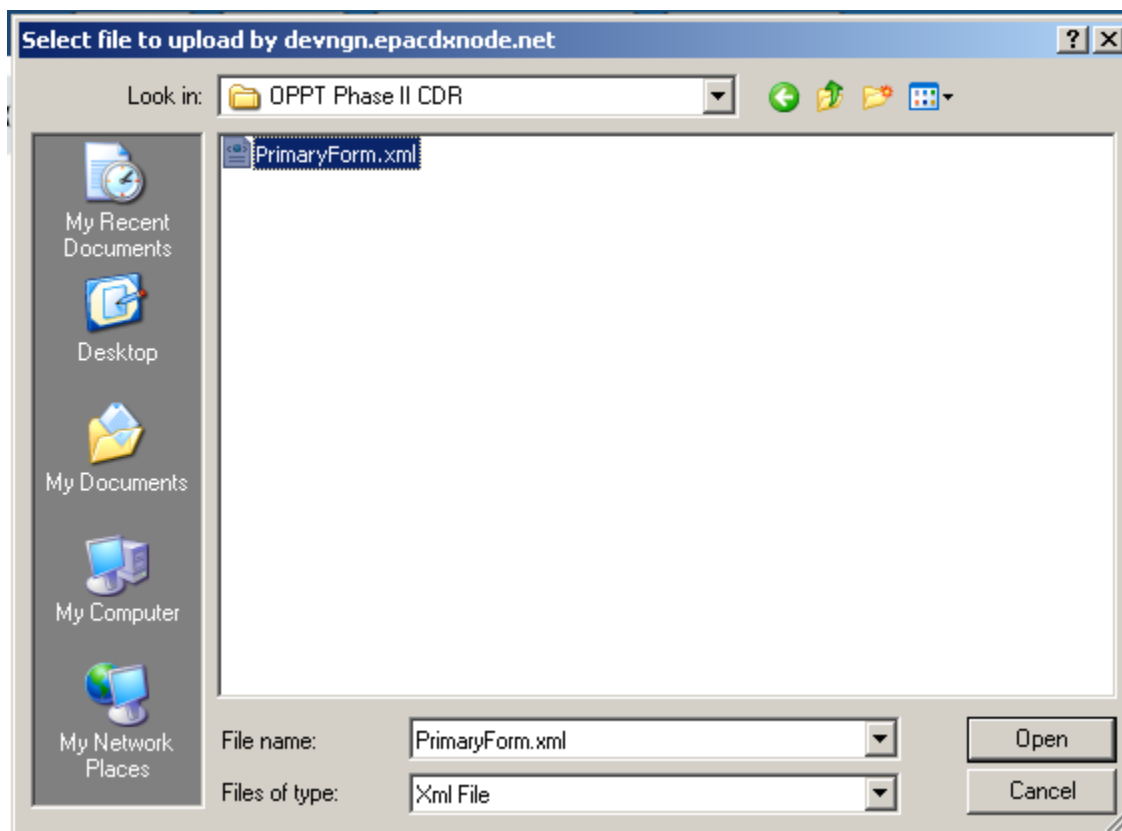 Select file to upload by devngn.epacdxnode.net
Look in:
OPPT Phase II CDR
PrimaryForm.xml
My Recent
Documents
Desktop
My Documents
My Computer
My Network
Places
File name:
PrimaryForm.xml
Open
Files of type:
Xml File
Cancel